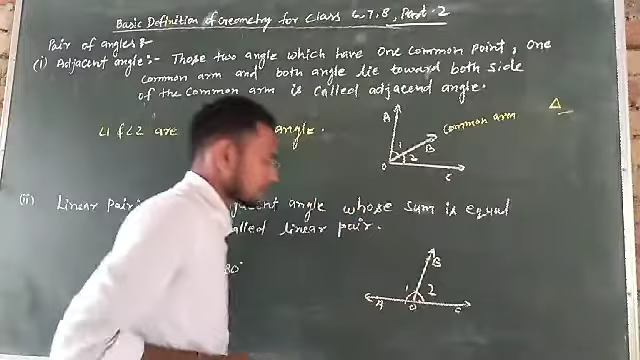 Basic Definition of Geometry for Class 6,7,8, Part-2
Pair of angles:-
(i) Adjacent angle:- Those two angle which have one common point, one
common arm and both angle lie toward both side
of the common arm is called adjacend angle.
∠1 & ∠2 are angle.
A
1
2
B
O
C
Common arm
Δ
(ii) Linear Pair angle whose sum is equal
called linear pair.
80°
B
1
2
A
O
C